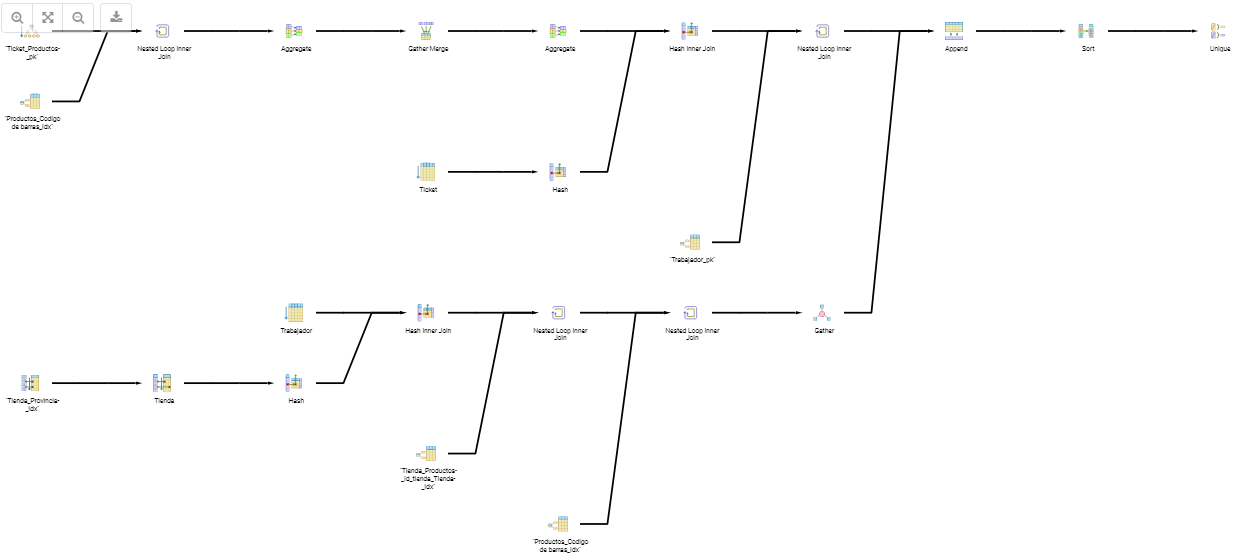 "Ticket_Productos-
_pk"
Nested Loop Inner
Join
Aggregate
Gather Merge
Aggregate
Hash Inner Join
Nested Loop Inner
Join
Append
Sort
Unique
"Productos_Codigo
de barras_idx"
Ticket
Hash
"Trabajador_pk"
Trabajador
Hash Inner Join
Nested Loop Inner
Join
Nested Loop Inner
Join
Gather
"Tienda_Provincia-
_idx"
Tienda
Hash
"Tienda_Productos-
_id_tienda_Tienda-
_idx"
"Productos_Codigo
de barras_idx"